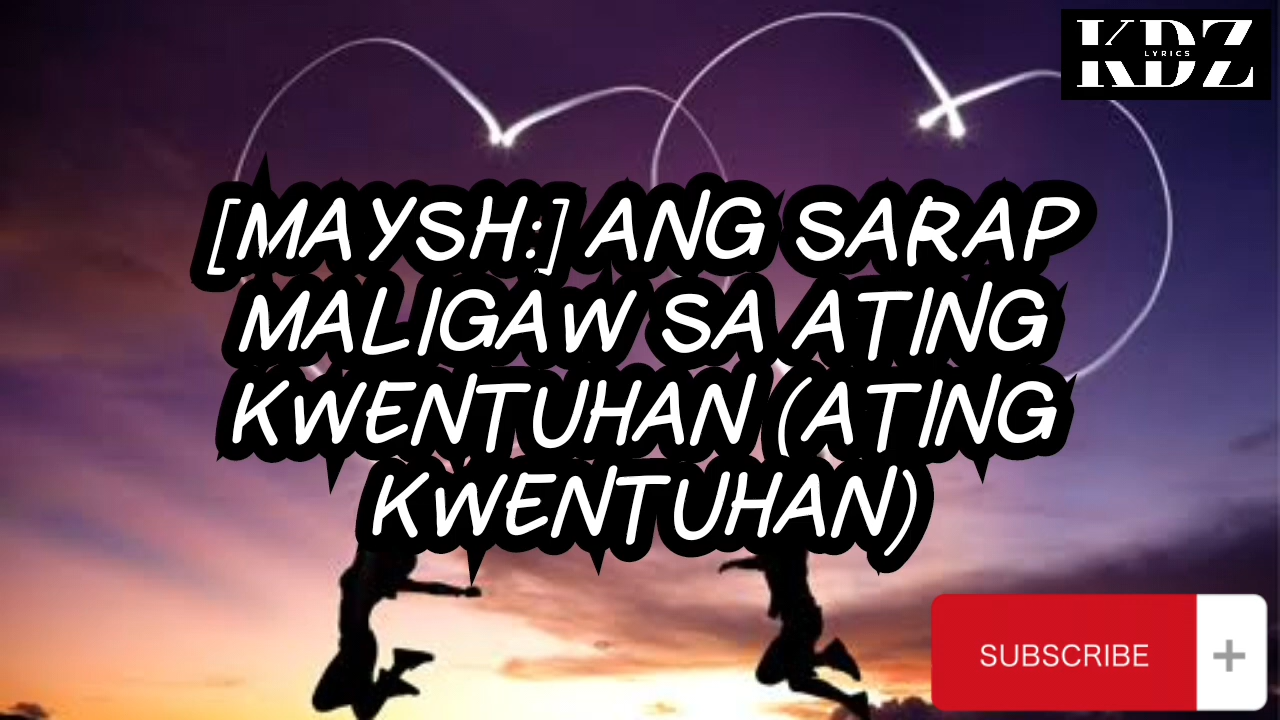 KDZ
LYRICS
[MAYSH:] ANG SARAP
MALIGAW SA ATING
KWENTUHAN (ATING
KWENTUHAN)
SUBSCRIBE +